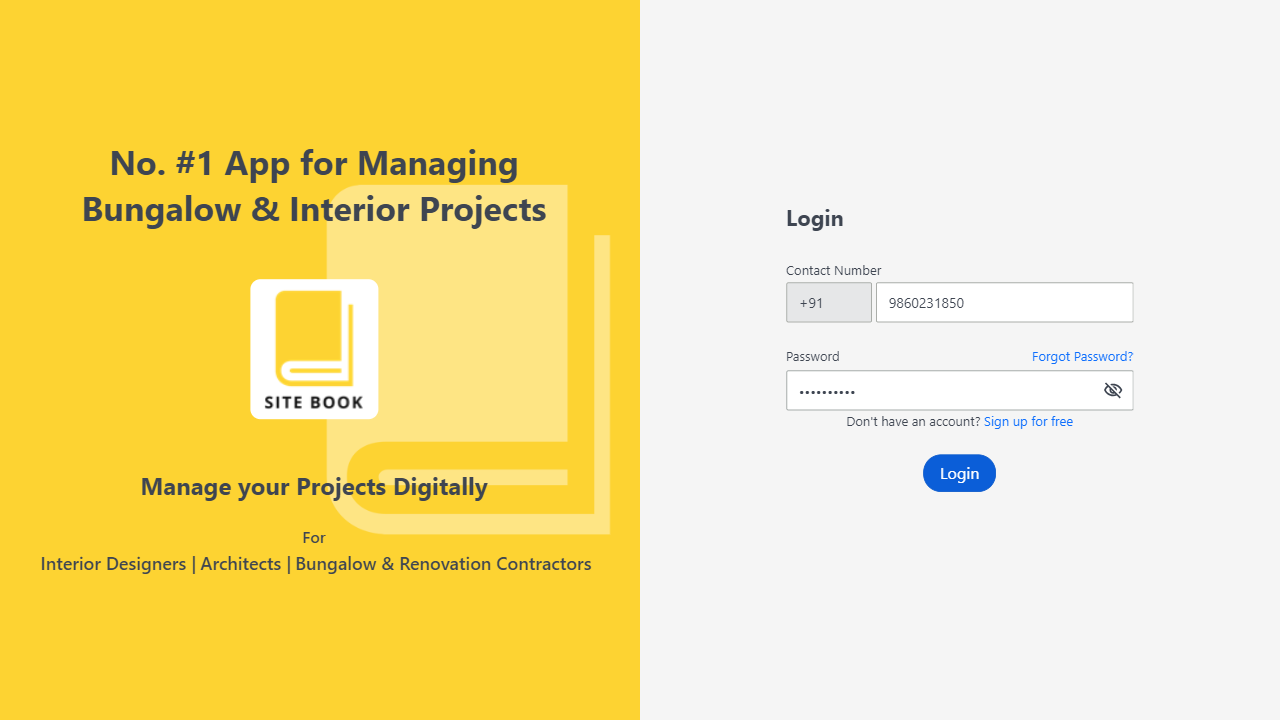 No. #1 App for Managing
Bungalow & Interior Projects
SITE BOOK
Manage your Projects Digitally
For
Interior Designers | Architects | Bungalow & Renovation Contractors
Login
Contact Number
+91 9860231850
Password Forgot Password?
••••••••••
Don't have an account? Sign up for free
Login